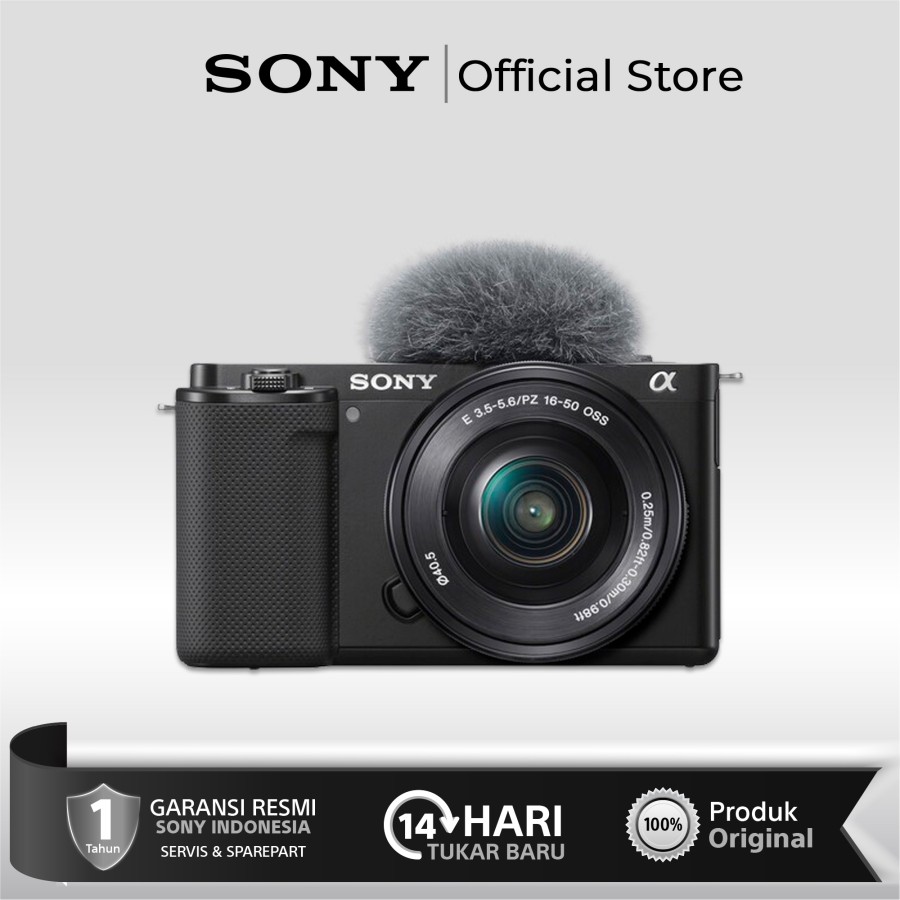 SONY | Official Store
SONY
α
E 3.5-5.6/PZ 16-50 OSS
0.25m/0.82ft-0.30m/0.98ft
Ø40.5
1
Tahun
GARANSI RESMI
SONY INDONESIA
SERVIS & SPAREPART
14 HARI
TUKAR BARU
100%
Produk
Original